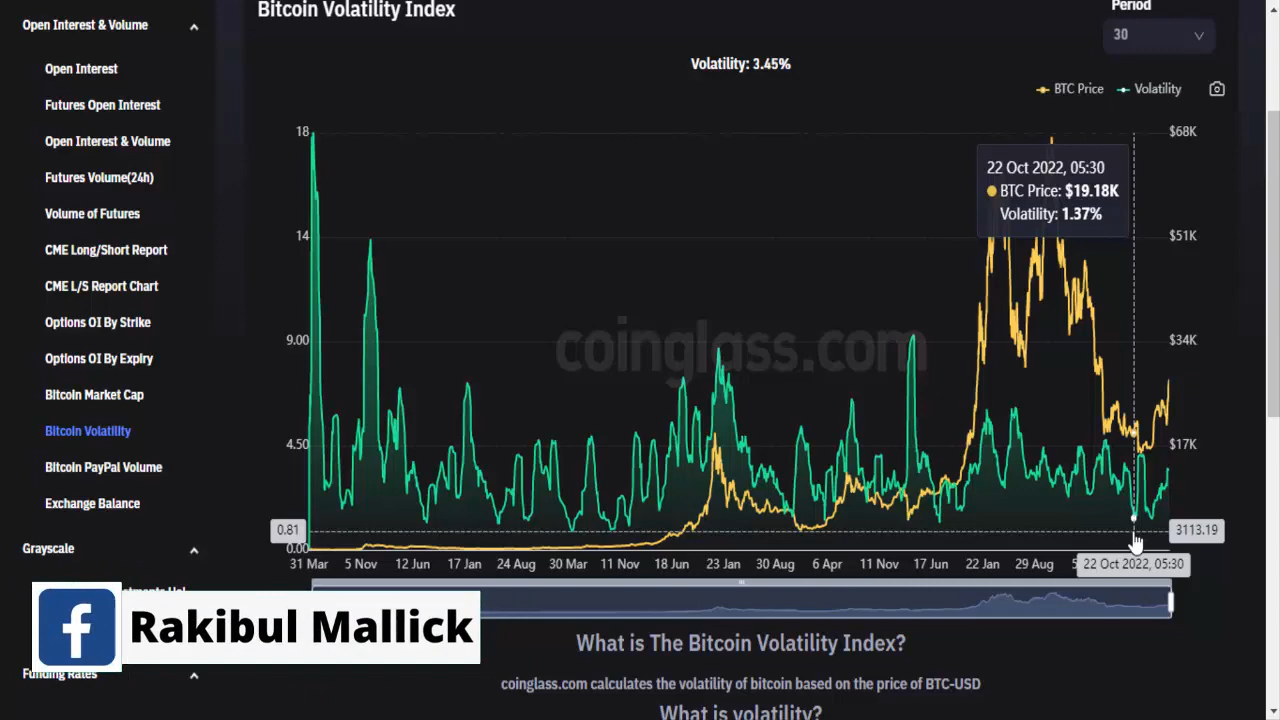 Open Interest & Volume
Open Interest
Futures Open Interest
Open Interest & Volume
Futures Volume(24h)
Volume of Futures
CME Long/Short Report
CME L/S Report Chart
Options OI By Strike
Options OI By Expiry
Bitcoin Market Cap
Bitcoin Volatility
Bitcoin PayPal Volume
Exchange Balance
Grayscale
Funding Rates
Bitcoin Volatility Index
Period
30
Volatility: 3.45%
BTC Price
Volatility
18
14
9.00
4.50
0.81
0.00
$68K
$51K
$34K
$17K
3113.19
22 Oct 2022, 05:30
BTC Price: $19.18K
Volatility: 1.37%
coinglass.com
31 Mar 5 Nov 12 Jun 17 Jan 24 Aug 30 Mar 11 Nov 18 Jun 23 Jan 30 Aug 6 Apr 11 Nov 17 Jun 22 Jan 29 Aug 22 Oct 2022, 05:30
Rakibul Mallick
What is The Bitcoin Volatility Index?
coinglass.com calculates the volatility of bitcoin based on the price of BTC-USD
What is volatility?